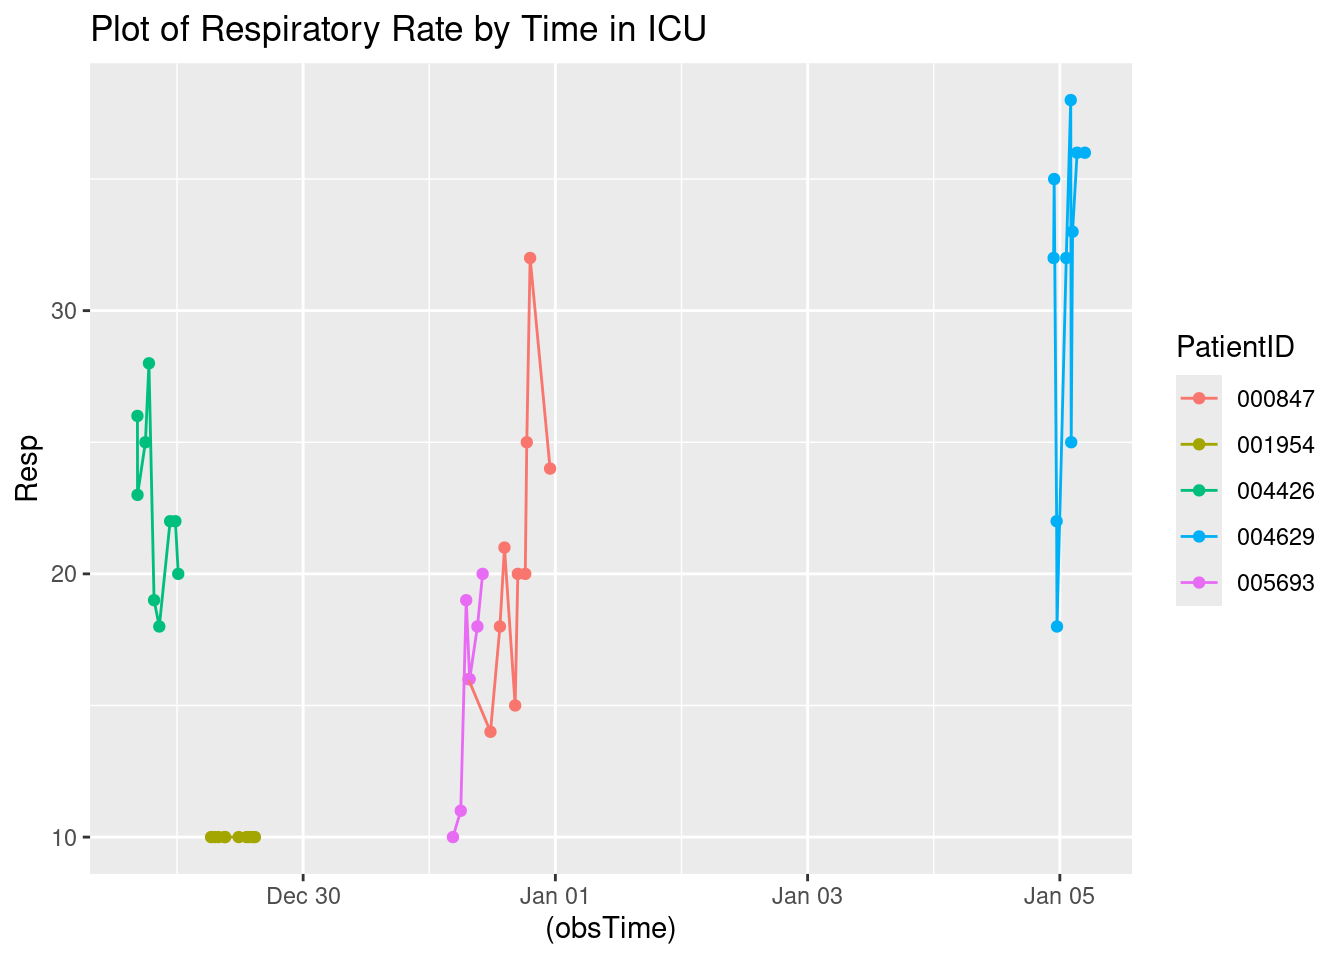 Plot of Respiratory Rate by Time in ICU
Resp
30
20
10
Dec 30
Jan 01
Jan 03
Jan 05
(obsTime)
PatientID
000847
001954
004426
004629
005693